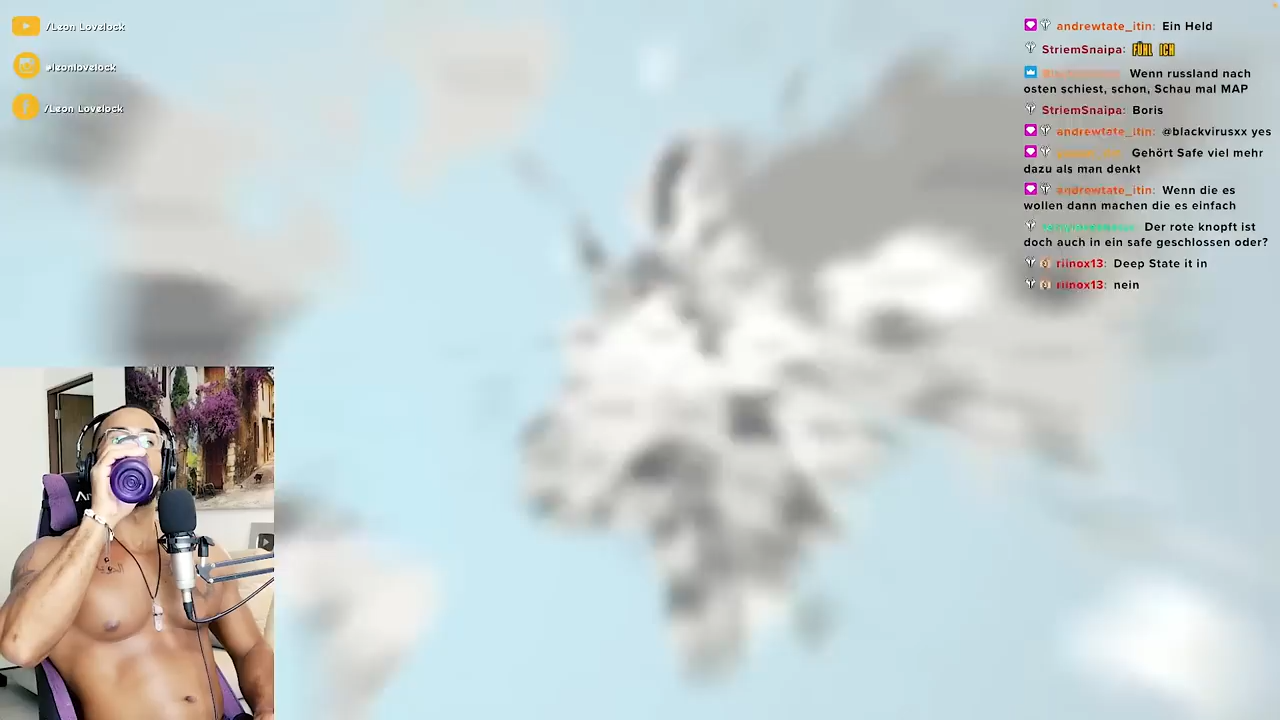 /Leon Lovelock
@leonlovelock
/Leon Lovelock
andrewtate_itin: Ein Held
StriemSnaipa: FÜHL ICH
Wenn russland nach
osten schiest, schon, Schau mal MAP
StriemSnaipa: Boris
andrewtate_itin: @blackvirusxx yes
Gehört Safe viel mehr
dazu als man denkt
andrewtate_itin: Wenn die es
wollen dann machen die es einfach
Der rote knopft ist
doch auch in ein safe geschlossen oder?
riinox13: Deep State it in
riinox13: nein